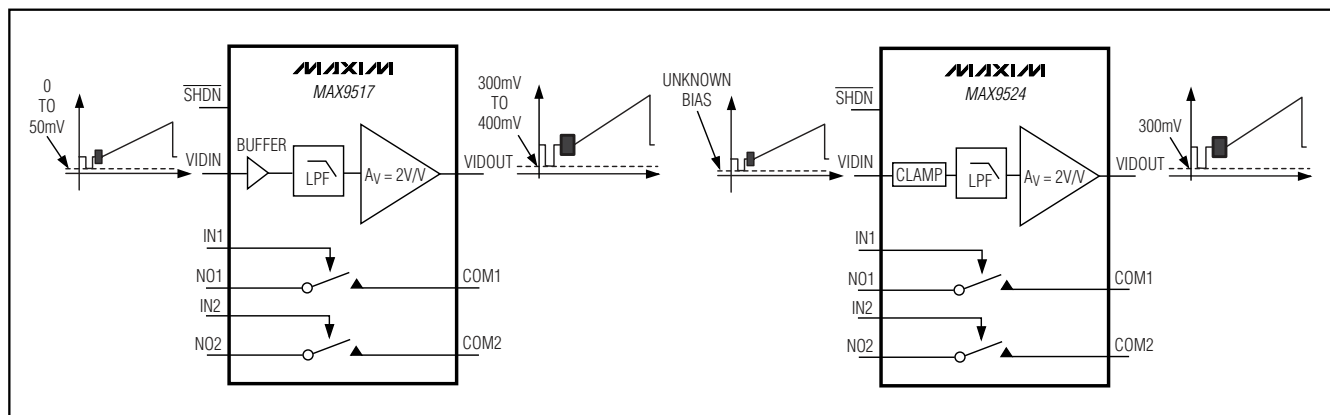 0
TO
50mV
SHDN
MAXIM
MAX9517
BUFFER
VIDIN
LPF
AV = 2V/V
VIDOUT
300mV
TO
400mV
IN1
NO1
COM1
IN2
NO2
COM2
UNKNOWN
BIAS
SHDN
MAXIM
MAX9524
VIDIN
CLAMP
LPF
AV = 2V/V
VIDOUT
300mV
IN1
NO1
COM1
IN2
NO2
COM2